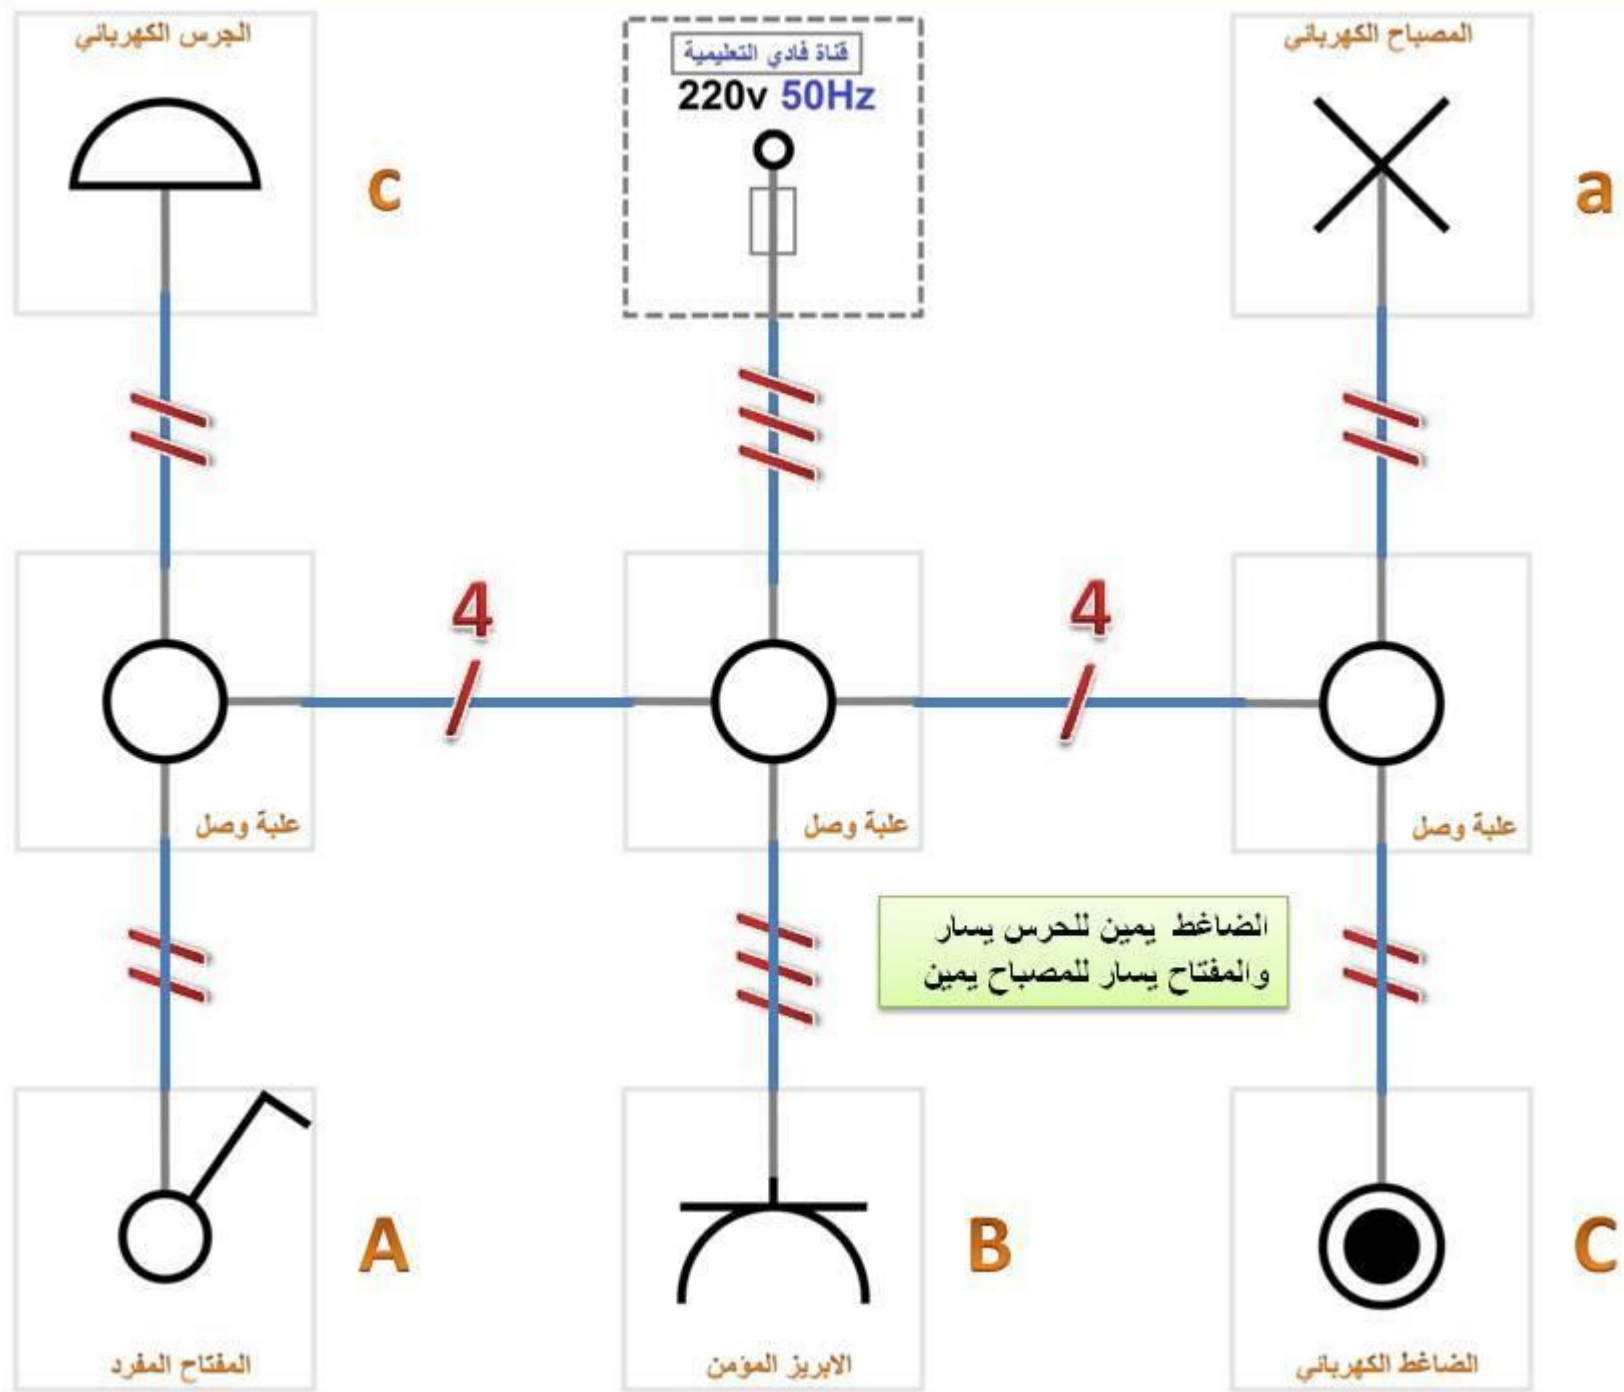 الجرس الكهربائي
قناة فادي التعليمية
المصباح الكهربائي
220v 50Hz
c
a
4
4
علبة وصل
علبة وصل
علبة وصل
الضاغط يمين للحرس يسار
والمفتاح يسار للمصباح يمين
A
B
C
المفتاح المفرد
الابريز المؤمن
الضاغط الكهربائي